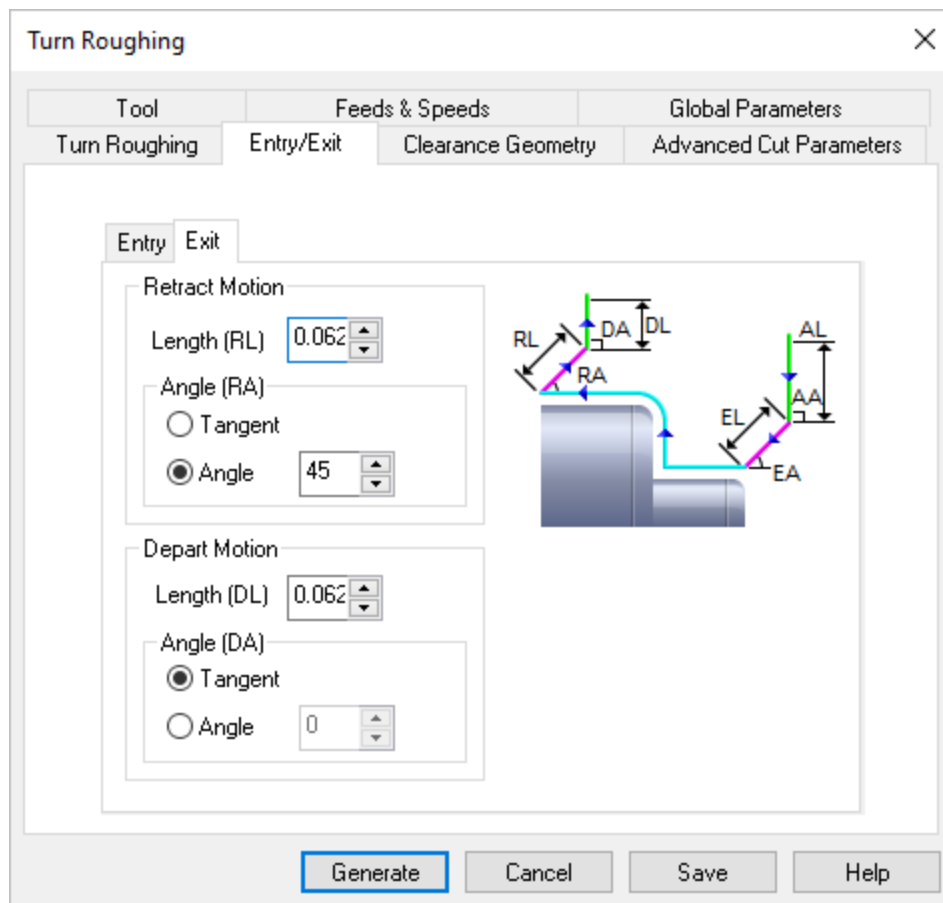 Turn Roughing
Tool Feeds & Speeds Global Parameters
Turn Roughing Entry/Exit Clearance Geometry Advanced Cut Parameters
Entry Exit
Retract Motion
Length (RL) 0.062
Angle (RA)
Tangent
Angle 45
Depart Motion
Length (DL) 0.062
Angle (DA)
Tangent
Angle 0
RL DA DL AL
RA
EL AA
EA
Generate Cancel Save Help